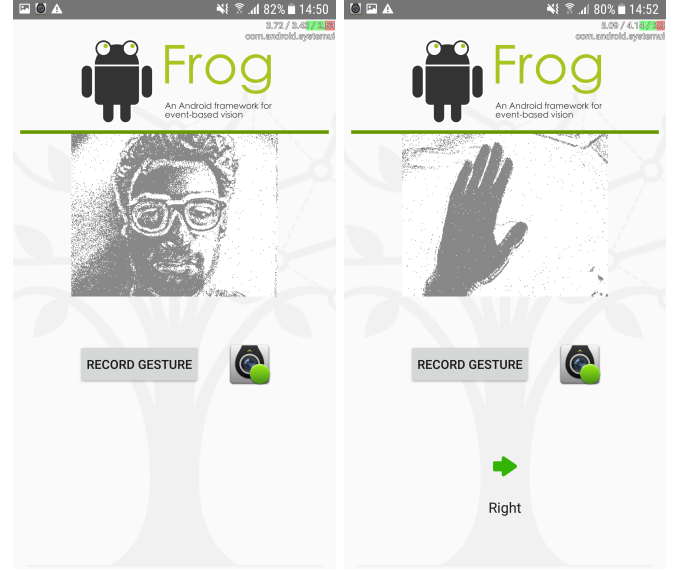 82% 14:50
com.android.systemui
Frog
An Android framework for
event-based vision
RECORD GESTURE
80% 14:52
com.android.systemui
Frog
An Android framework for
event-based vision
RECORD GESTURE
Right